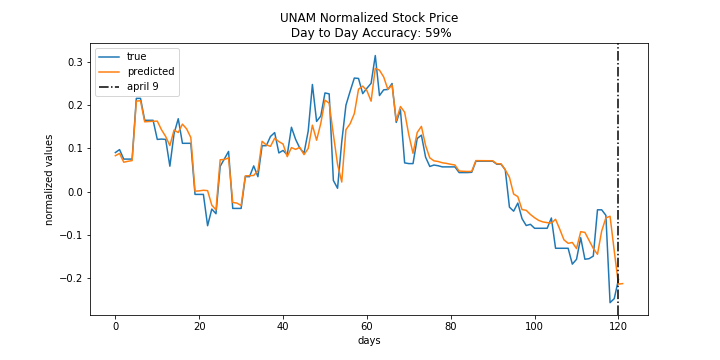 UNAM Normalized Stock Price
Day to Day Accuracy: 59%
true
predicted
april 9
0.3
0.2
0.1
0.0
−0.1
−0.2
normalized values
0 20 40 60 80 100 120
days